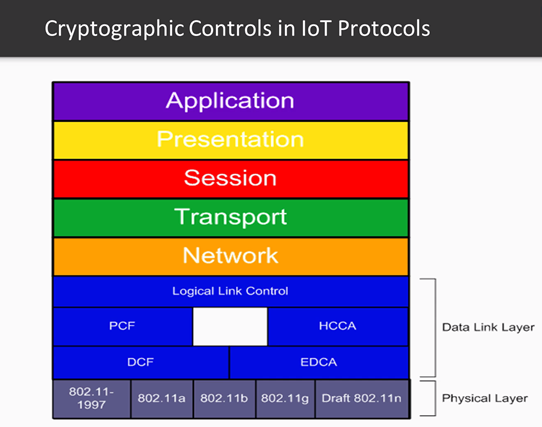 Cryptographic Controls in IoT Protocols
Application
Presentation
Session
Transport
Network
Logical Link Control
PCF
HCCA
Data Link Layer
DCF
EDCA
802.11-
1997
802.11a
802.11b
802.11g
Draft 802.11n
Physical Layer